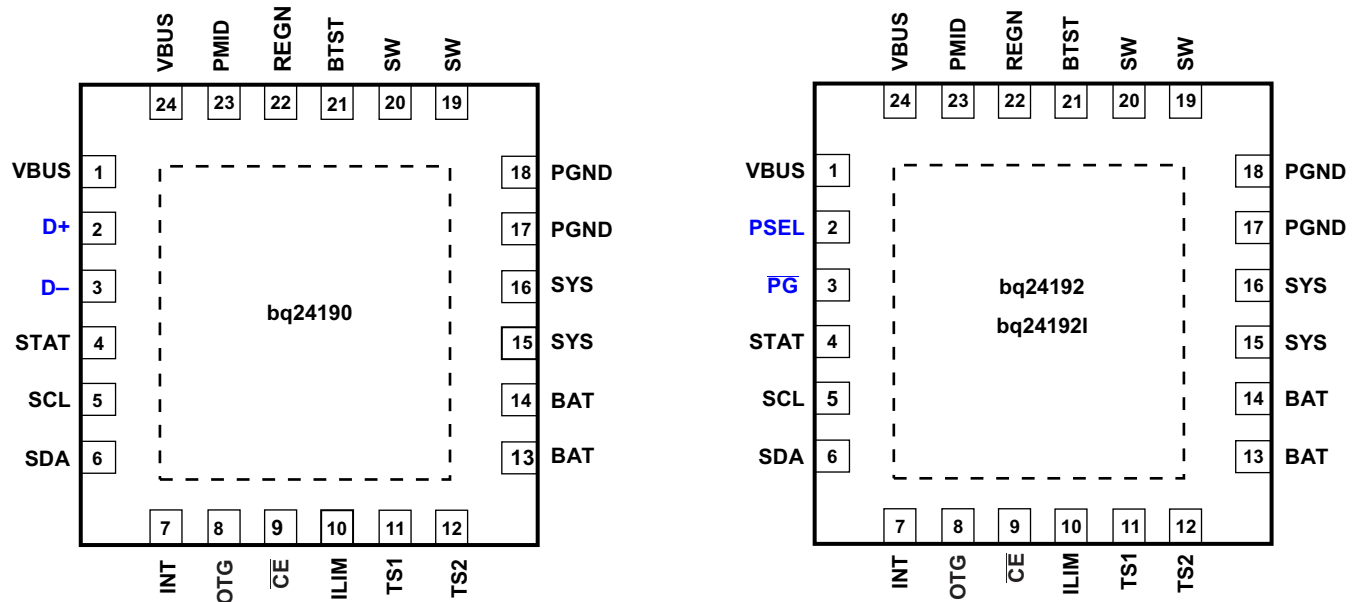 VBUS PMID REGN BTST SW SW
24 23 22 21 20 19
VBUS 1 18 PGND
D+ 2 17 PGND
D– 3 16 SYS
bq24190
STAT 4 15 SYS
SCL 5 14 BAT
SDA 6 13 BAT
7 8 9 10 11 12
INT OTG C̅E̅ ILIM TS1 TS2
VBUS PMID REGN BTST SW SW
24 23 22 21 20 19
VBUS 1 18 PGND
PSEL 2 17 PGND
P̅G̅ 3 16 SYS
bq24192
bq24192I
STAT 4 15 SYS
SCL 5 14 BAT
SDA 6 13 BAT
7 8 9 10 11 12
INT OTG C̅E̅ ILIM TS1 TS2